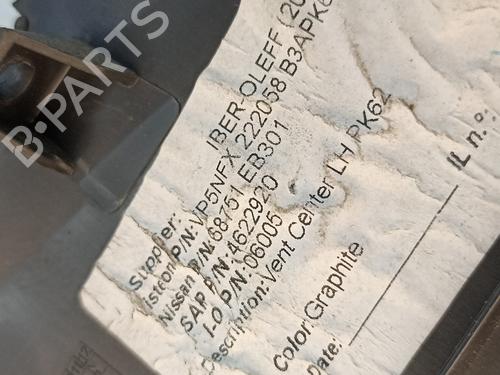 Supplier: IBER-OLEFF (20
Visteon P/N:VP5NFX 222058 B3APK6
Nissan P/N:68751 EB301
SAP P/N:4622920
I-O P/N:06005
Description:Vent Center LH PK62
Color:Graphite
Date:
IL n.º:
B-PARTS